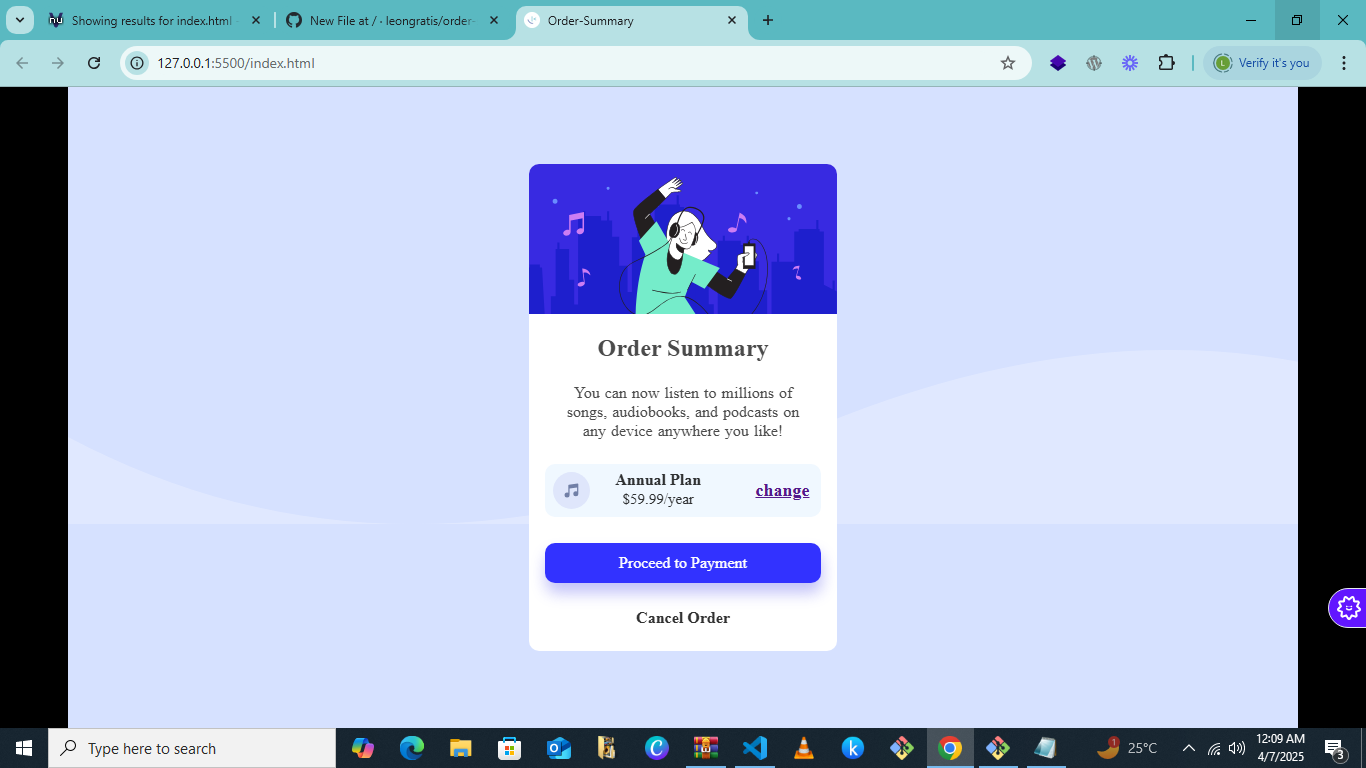 Showing results for index.html
New File at / · leongratis/order-
Order-Summary
127.0.0.1:5500/index.html
L
Verify it's you
Order Summary
You can now listen to millions of
songs, audiobooks, and podcasts on
any device anywhere you like!
Annual Plan
$59.99/year
change
Proceed to Payment
Cancel Order
Type here to search
1
25°C
12:09 AM
4/7/2025
3